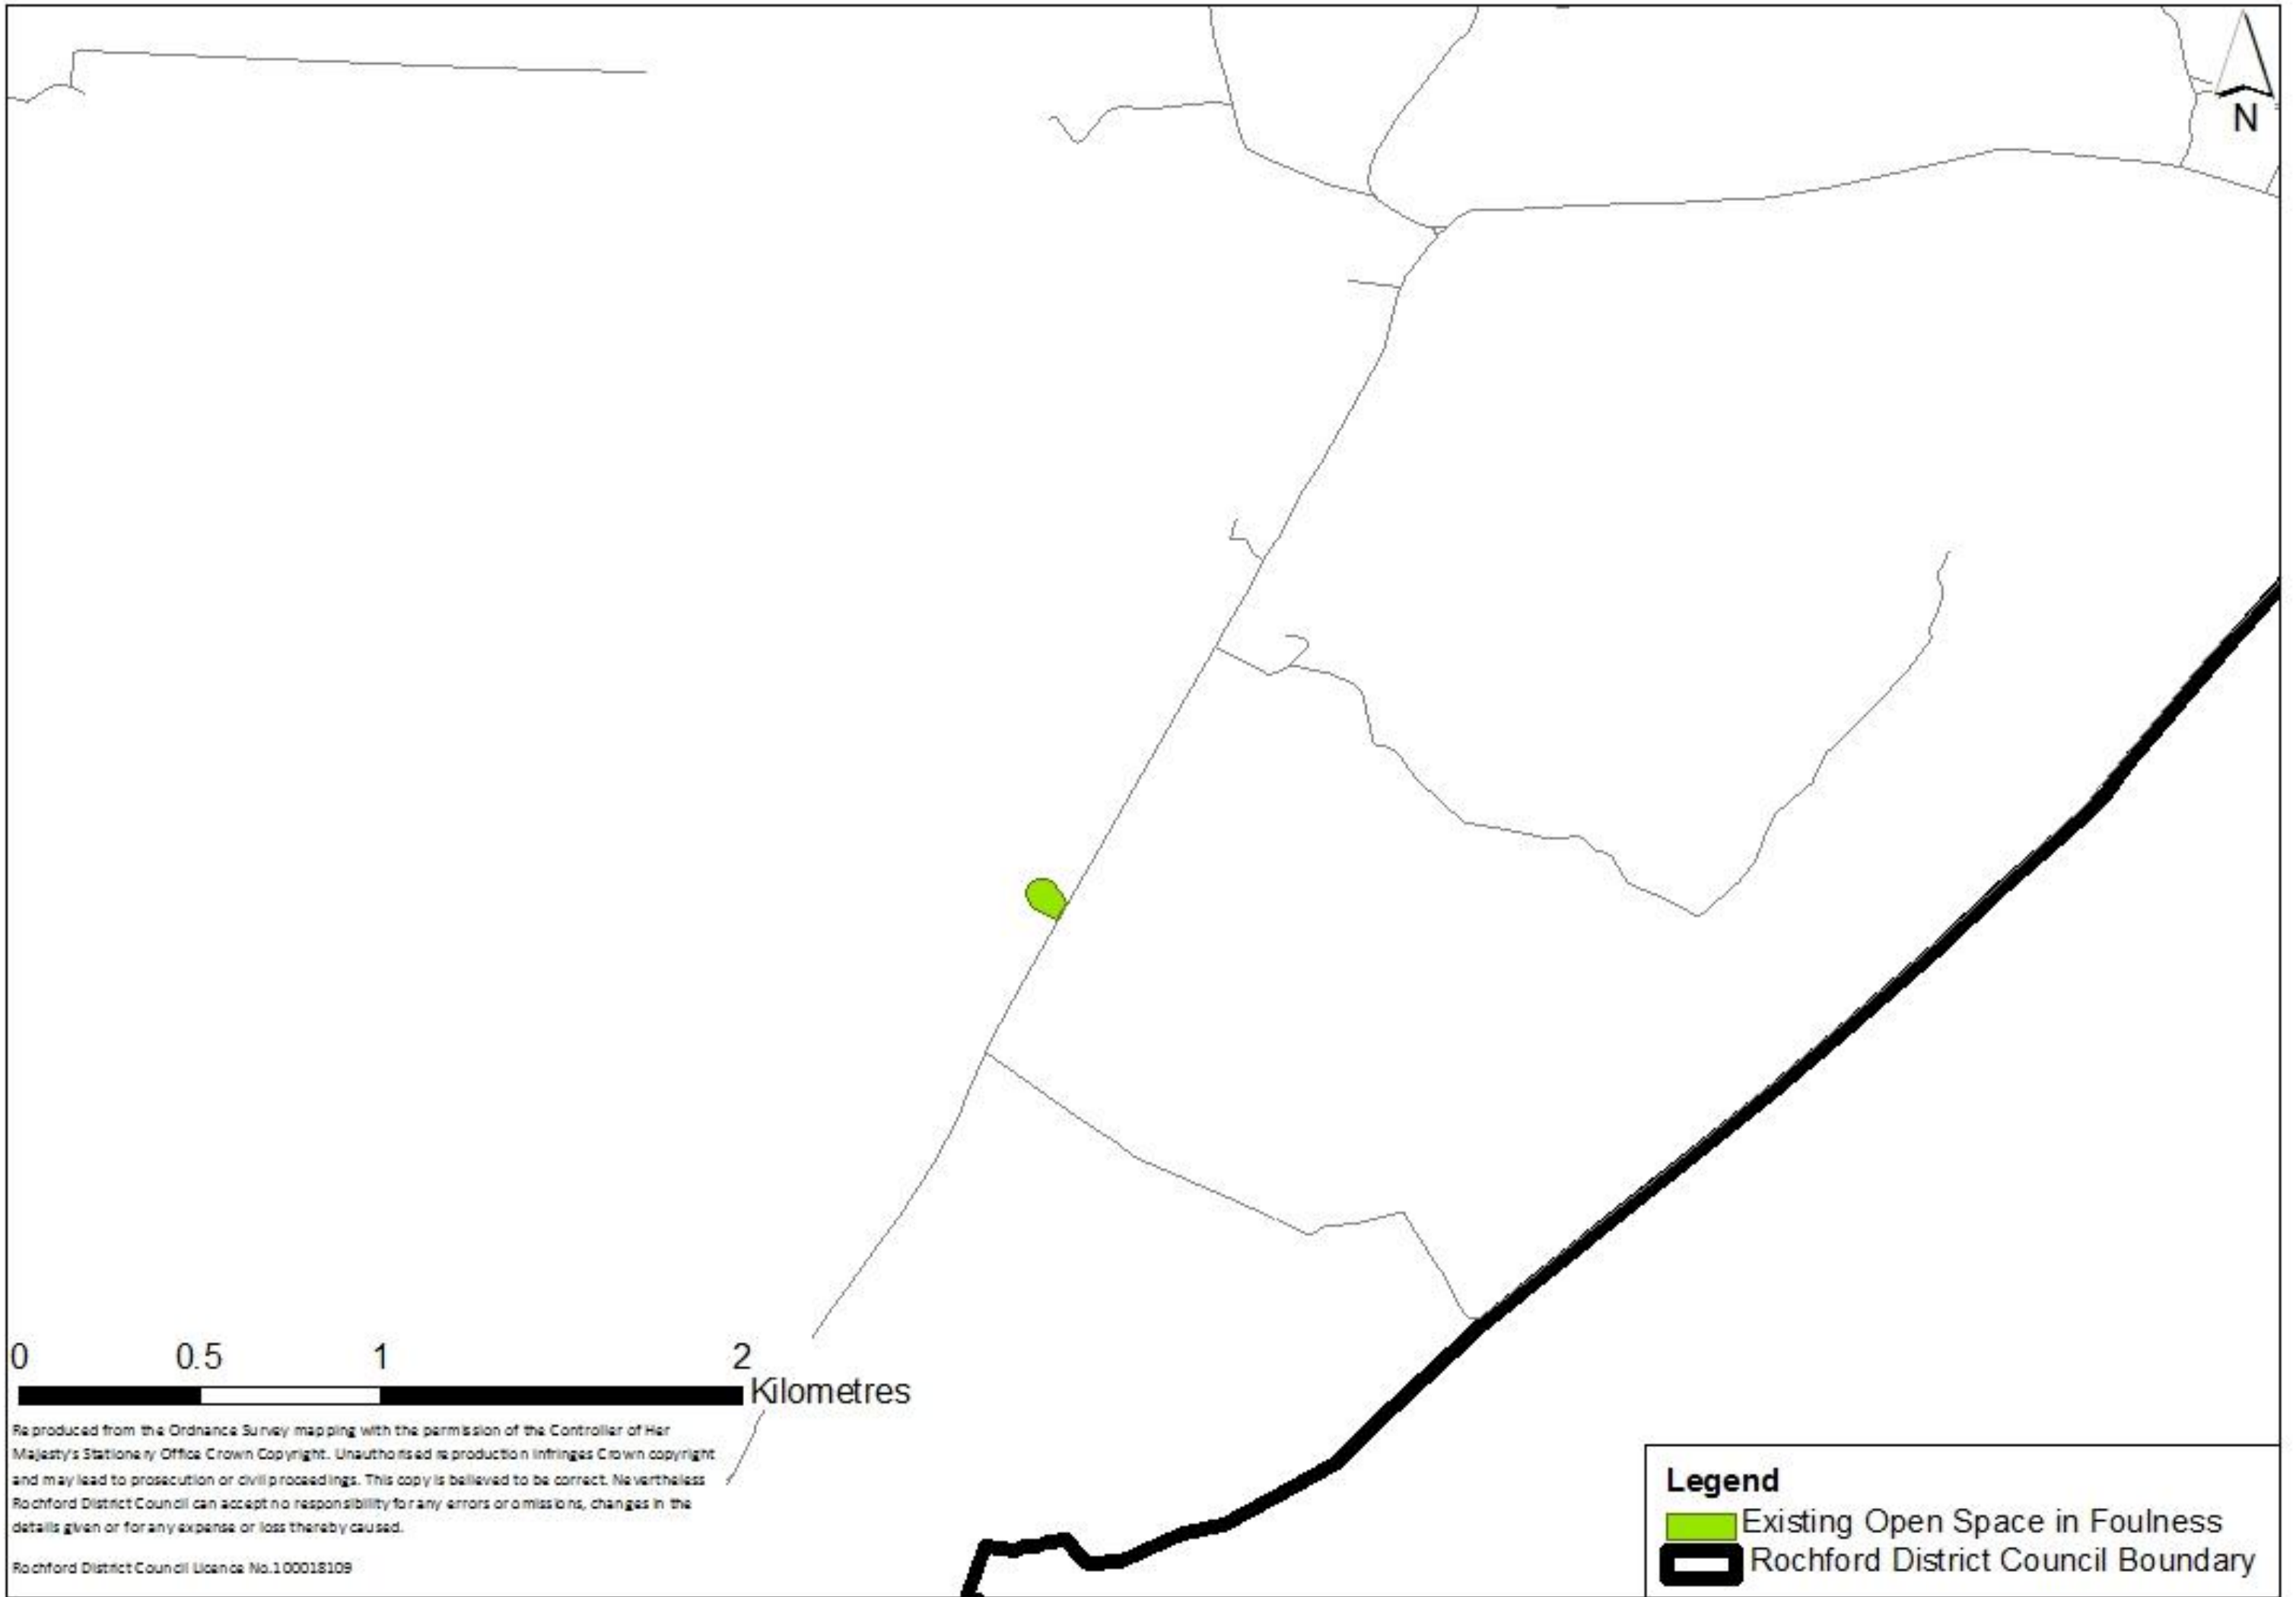 N
0 0.5 1 2
Kilometres
Reproduced from the Ordnance Survey mapping with the permission of the Controller of Her
Majesty's Stationery Office Crown Copyright. Unauthorised reproduction infringes Crown copyright
and may lead to prosecution or civil proceedings. This copy is believed to be correct. Nevertheless
Rochford District Council can accept no responsibility for any errors or omissions, changes in the
details given or for any expense or loss thereby caused.
Rochford District Council Licence No.100018109
Legend
Existing Open Space in Foulness
Rochford District Council Boundary